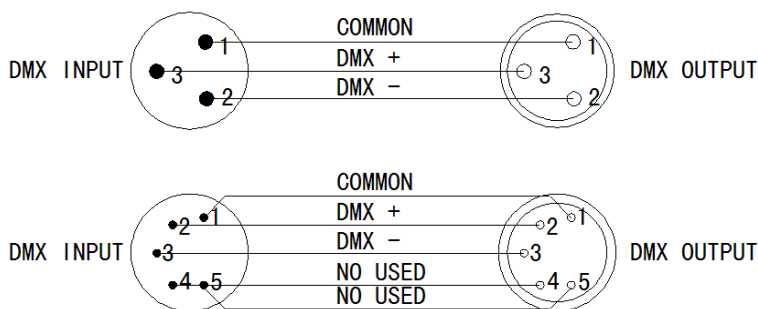 COMMON
1 1
DMX +
DMX INPUT 3 3 DMX OUTPUT
DMX -
2 2
COMMON
1 1
DMX +
2 2
DMX -
DMX INPUT 3 3 DMX OUTPUT
NO USED
4 5 4 5
NO USED